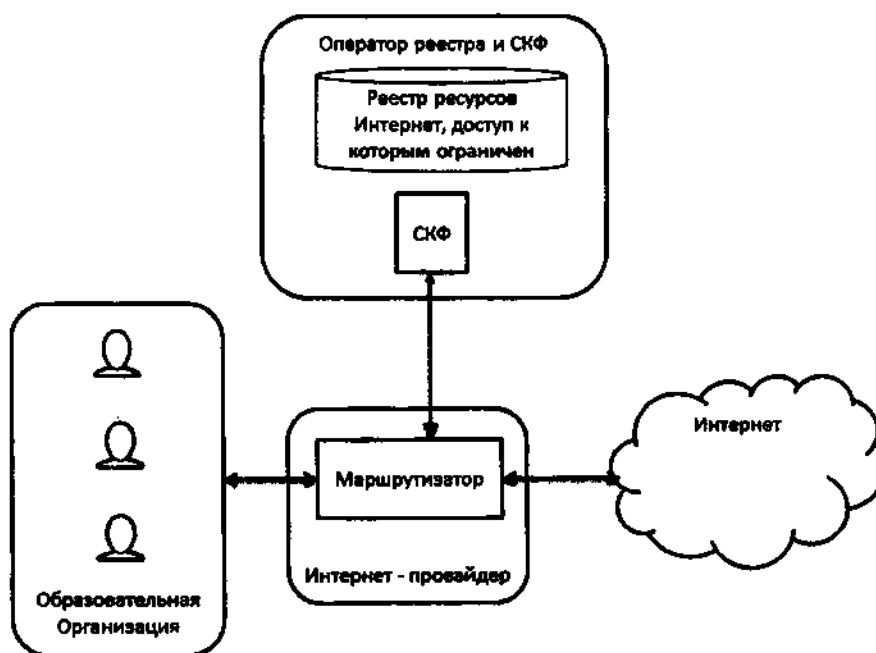 Оператор реестра и СКФ
Реестр ресурсов
Интернет, доступ к
которым ограничен
СКФ
Интернет
Маршрутизатор
Интернет - провайдер
Образовательная
Организация